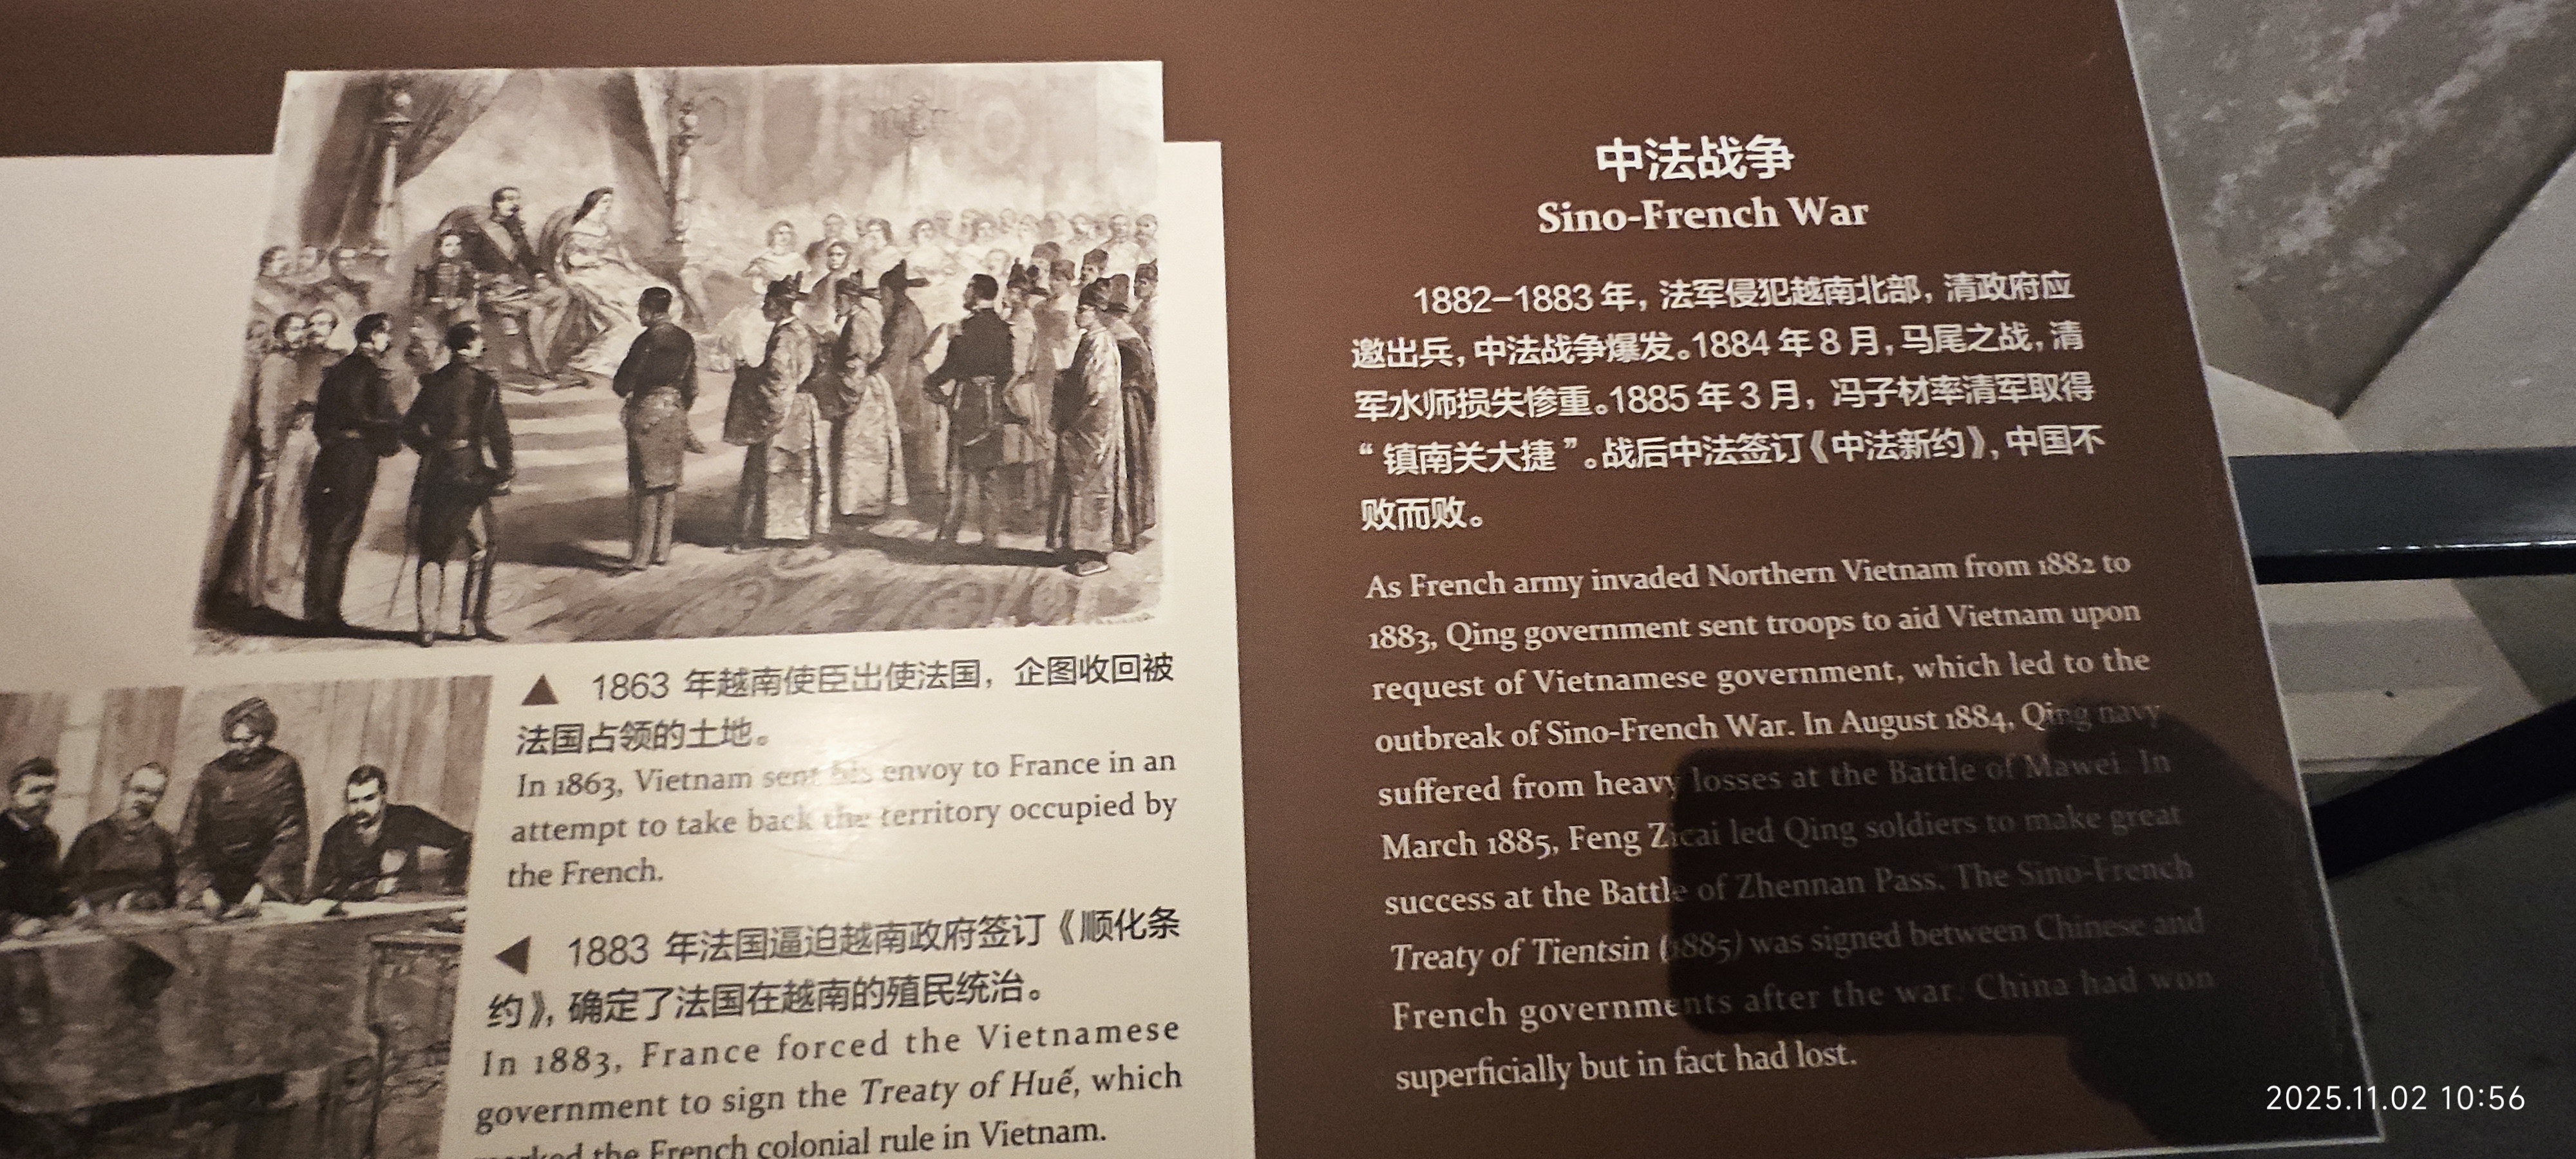 ▲ 1863 年越南使臣出使法国，企图收回被
法国占领的土地。
In 1863, Vietnam sent his envoy to France in an
attempt to take back the territory occupied by
the French.
◀ 1883 年法国逼迫越南政府签订《顺化条
约》，确定了法国在越南的殖民统治。
In 1883, France forced the Vietnamese
government to sign the Treaty of Huế, which
marked the French colonial rule in Vietnam.
中法战争
Sino-French War
1882-1883 年，法军侵犯越南北部，清政府应
邀出兵，中法战争爆发。1884 年 8 月，马尾之战，清
军水师损失惨重。1885 年 3 月，冯子材率清军取得
“镇南关大捷”。战后中法签订《中法新约》，中国不
败而败。
As French army invaded Northern Vietnam from 1882 to
1883, Qing government sent troops to aid Vietnam upon
request of Vietnamese government, which led to the
outbreak of Sino-French War. In August 1884, Qing navy
suffered from heavy losses at the Battle of Mawei. In
March 1885, Feng Zicai led Qing soldiers to make great
success at the Battle of Zhennan Pass. The Sino-French
Treaty of Tientsin (1885) was signed between Chinese and
French governments after the war. China had won
superficially but in fact had lost.
2025.11.02 10:56